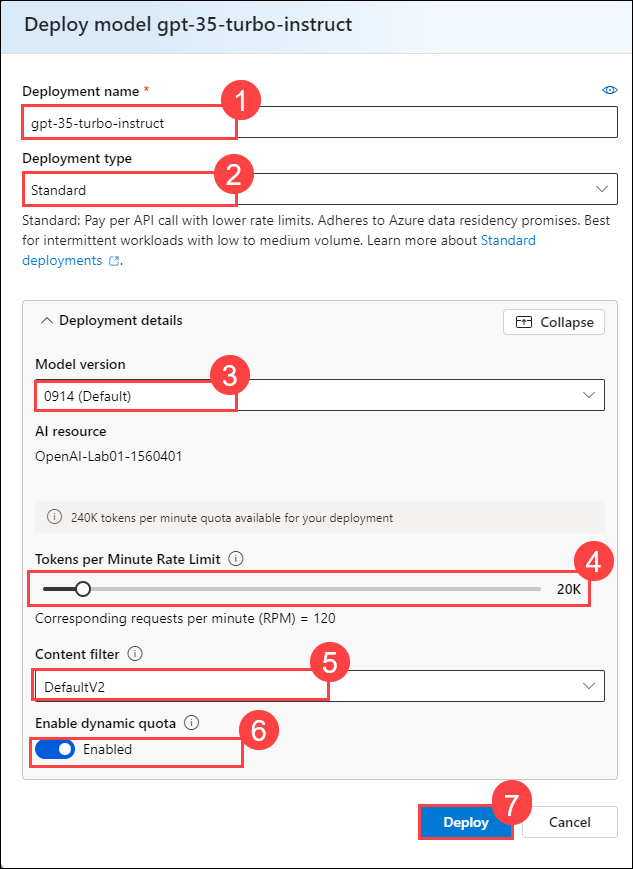 Deploy model gpt-35-turbo-instruct
Deployment name *
1
gpt-35-turbo-instruct
Deployment type
2
Standard
Standard: Pay per API call with lower rate limits. Adheres to Azure data residency promises. Best
for intermittent workloads with low to medium volume. Learn more about Standard
deployments.
Deployment details
Collapse
Model version
3
0914 (Default)
AI resource
OpenAI-Lab01-1560401
240K tokens per minute quota available for your deployment
Tokens per Minute Rate Limit
4
20K
Corresponding requests per minute (RPM) = 120
Content filter
5
DefaultV2
Enable dynamic quota
6
Enabled
7
Deploy
Cancel